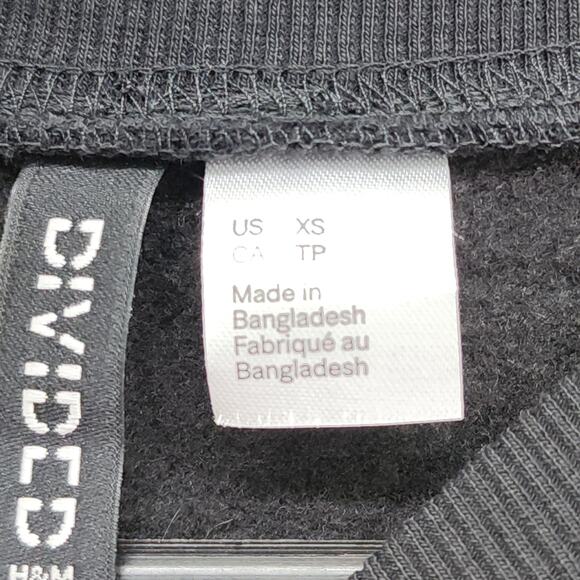 DIVIDED
H&M
US XS
CA TP
Made in
Bangladesh
Fabriqué au
Bangladesh